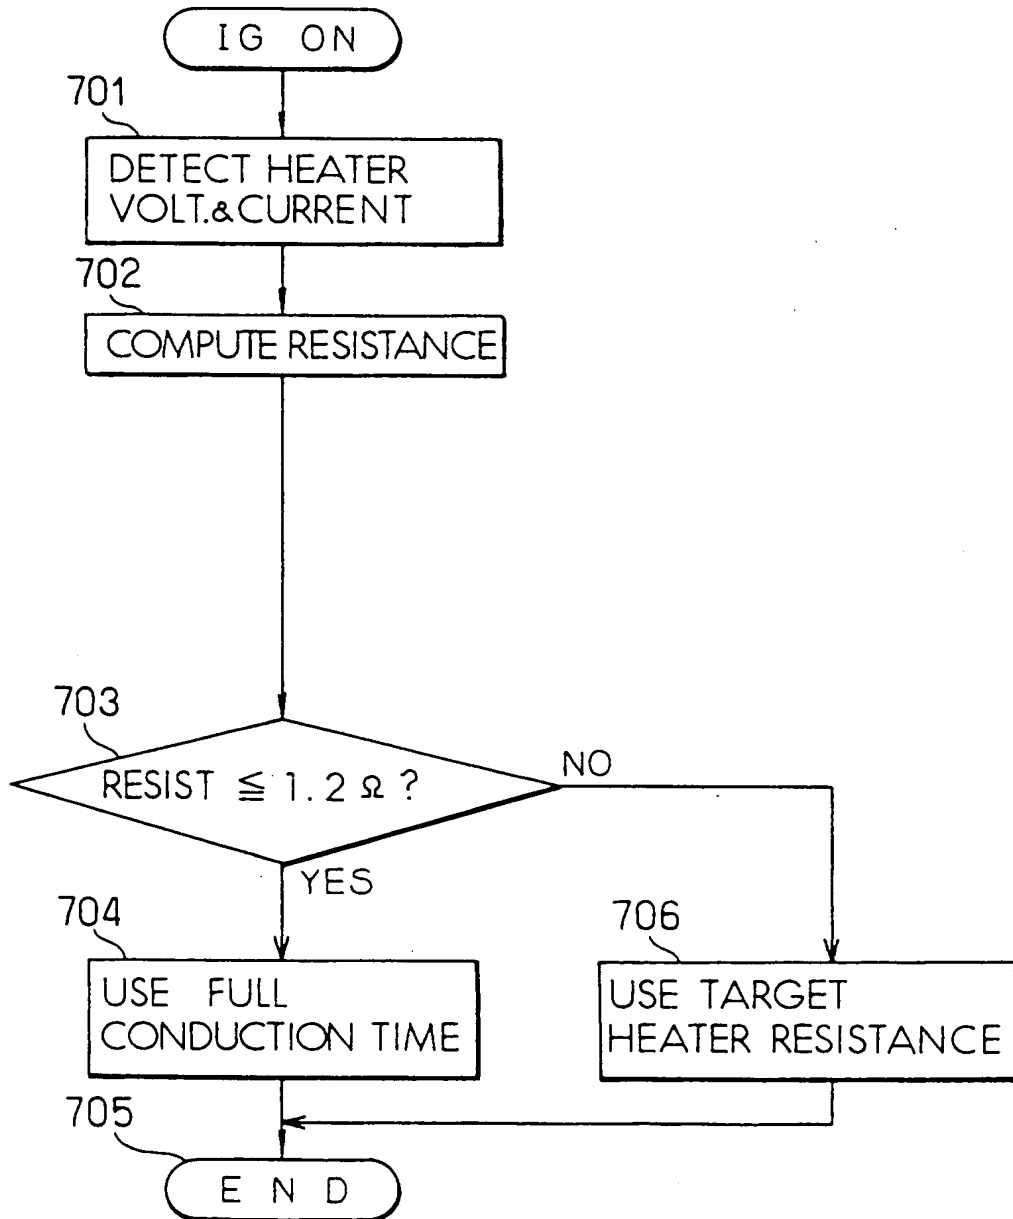 IG ON
701
DETECT HEATER
VOLT.&CURRENT
702
COMPUTE RESISTANCE
703
RESIST ≦ 1.2 Ω ?
NO
YES
704
USE FULL
CONDUCTION TIME
706
USE TARGET
HEATER RESISTANCE
705
END